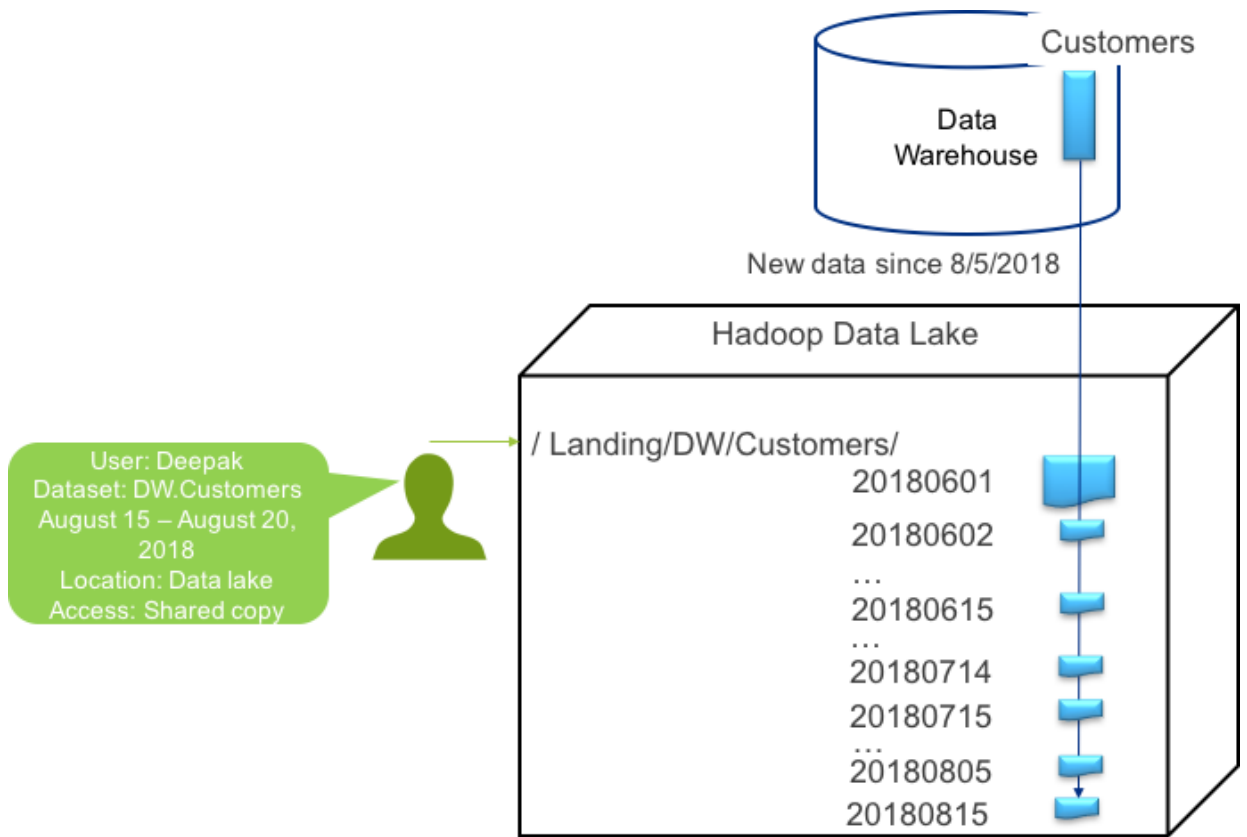 Customers
Data
Warehouse
New data since 8/5/2018
Hadoop Data Lake
/ Landing/DW/Customers/
20180601
20180602
...
20180615
...
20180714
20180715
...
20180805
20180815
User: Deepak
Dataset: DW.Customers
August 15 – August 20,
2018
Location: Data lake
Access: Shared copy